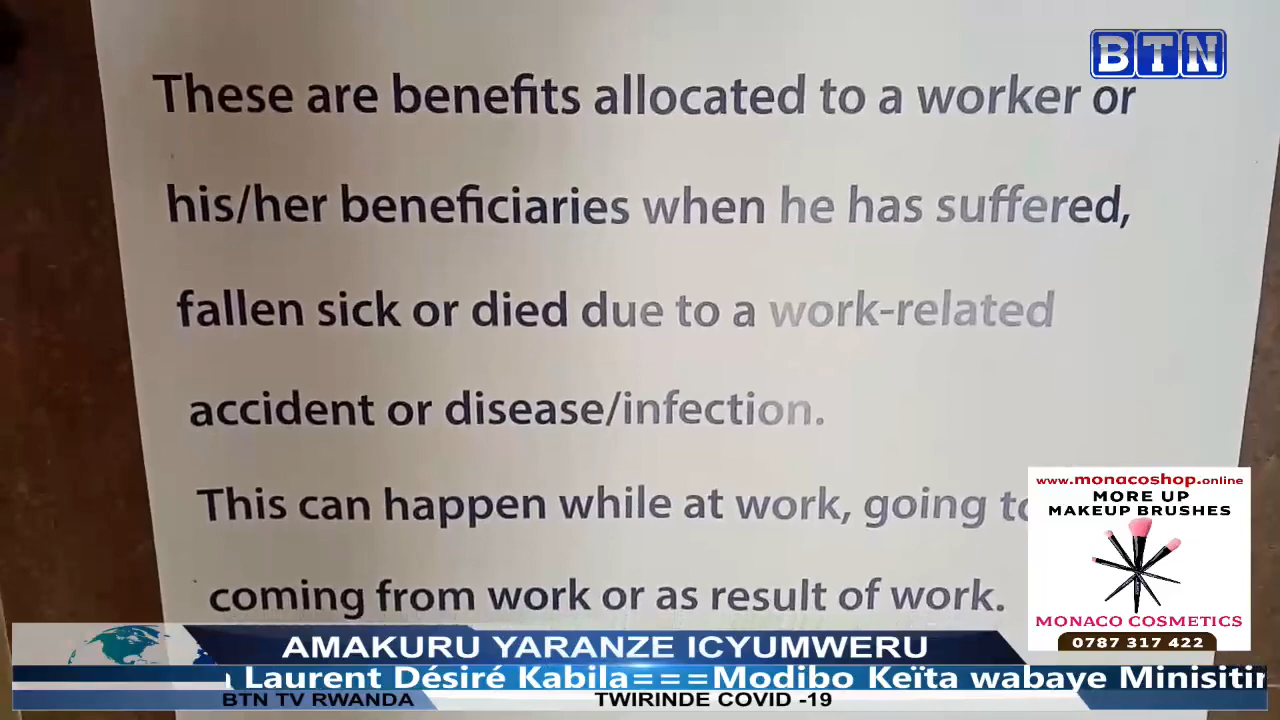 BTN
These are benefits allocated to a worker or
his/her beneficiaries when he has suffered,
fallen sick or died due to a work-related
accident or disease/infection.
This can happen while at work, going
coming from work or as result of work.
www.monacoshop.online
MORE UP
MAKEUP BRUSHES
MONACO COSMETICS
0787 317 422
AMAKURU YARANZE ICYUMWERU
Laurent Désiré Kabila===Modibo Keïta wabaye
BTN TV RWANDA
TWIRINDE COVID -19